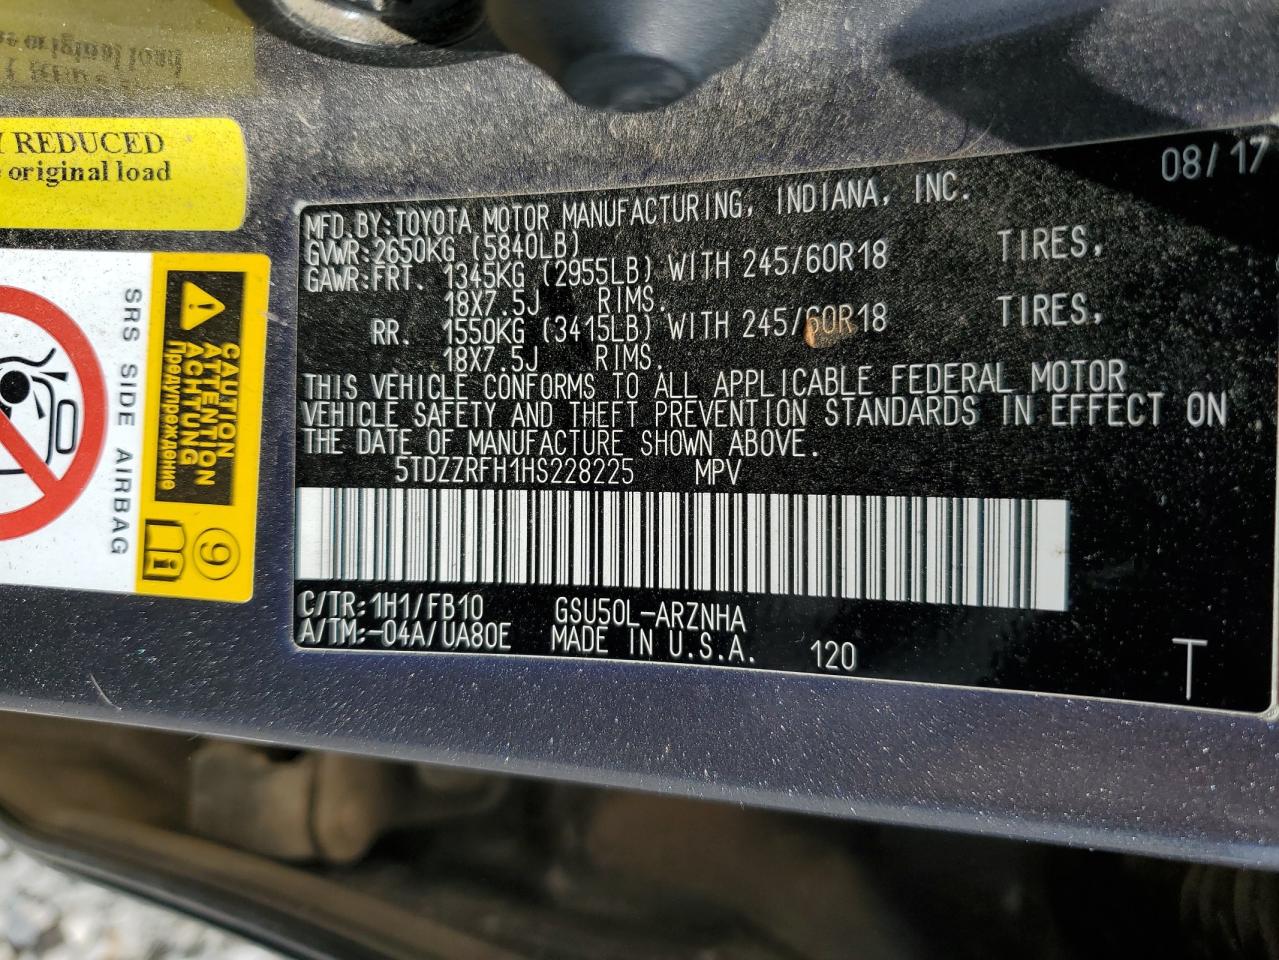 e original load
Y REDUCED
e original load
SRS SIDE AIRBAG
CAUTION
ATTENTION
ACHTUNG
Предупреждение
9
08/17
MFD.BY:TOYOTA MOTOR MANUFACTURING, INDIANA, INC.
GVWR:2650KG (5840LB)
GAWR:FRT. 1345KG (2955LB) WITH 245/60R18 TIRES,
18X7.5J RIMS.
RR. 1550KG (3415LB) WITH 245/60R18 TIRES,
18X7.5J RIMS.
THIS VEHICLE CONFORMS TO ALL APPLICABLE FEDERAL MOTOR
VEHICLE SAFETY AND THEFT PREVENTION STANDARDS IN EFFECT ON
THE DATE OF MANUFACTURE SHOWN ABOVE.
5TDZZRFH1HS228225 MPV
C/TR:1H1/FB10 GSU50L-ARZNHA
A/TM:-04A/UA80E MADE IN U.S.A. 120
T